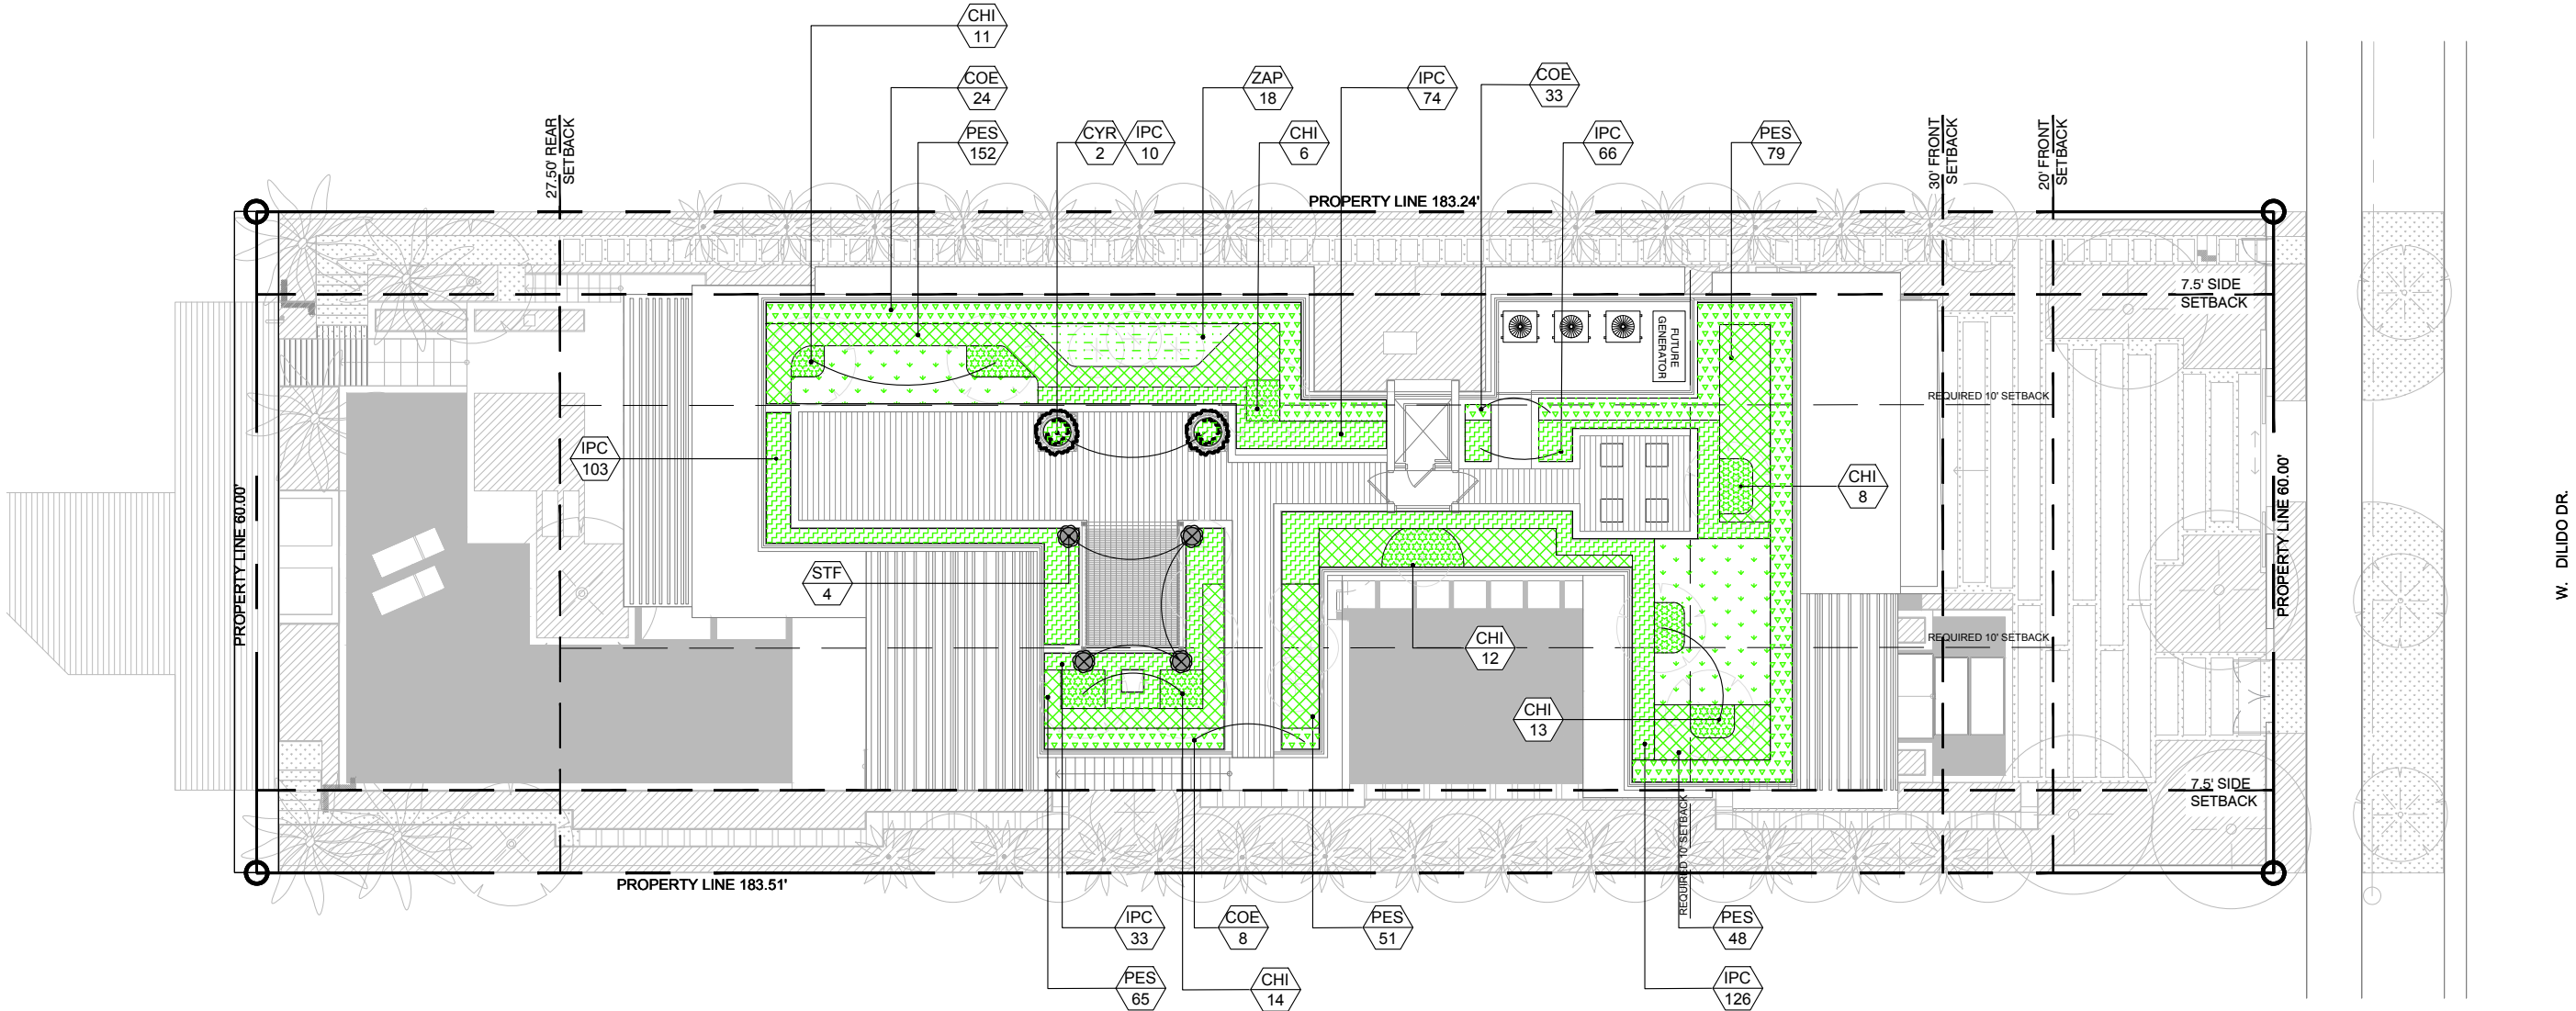 CHI
11
COE
24
ZAP
18
IPC
74
COE
33
PES
152
CYR
2
IPC
10
CHI
6
IPC
66
PES
79
27.50' REAR
SETBACK
30' FRONT
SETBACK
20' FRONT
SETBACK
PROPERTY LINE 183.24'
7.5' SIDE
SETBACK
FUTURE
GENERATOR
REQUIRED 10' SETBACK
IPC
103
CHI
8
PROPERTY LINE 60.00'
PROPERTY LINE 60.00'
W. DILIDO DR.
STF
4
CHI
12
REQUIRED 10' SETBACK
CHI
13
7.5' SIDE
SETBACK
REQUIRED 10' SETBACK
PROPERTY LINE 183.51'
IPC
33
COE
8
PES
51
PES
48
PES
65
CHI
14
IPC
126